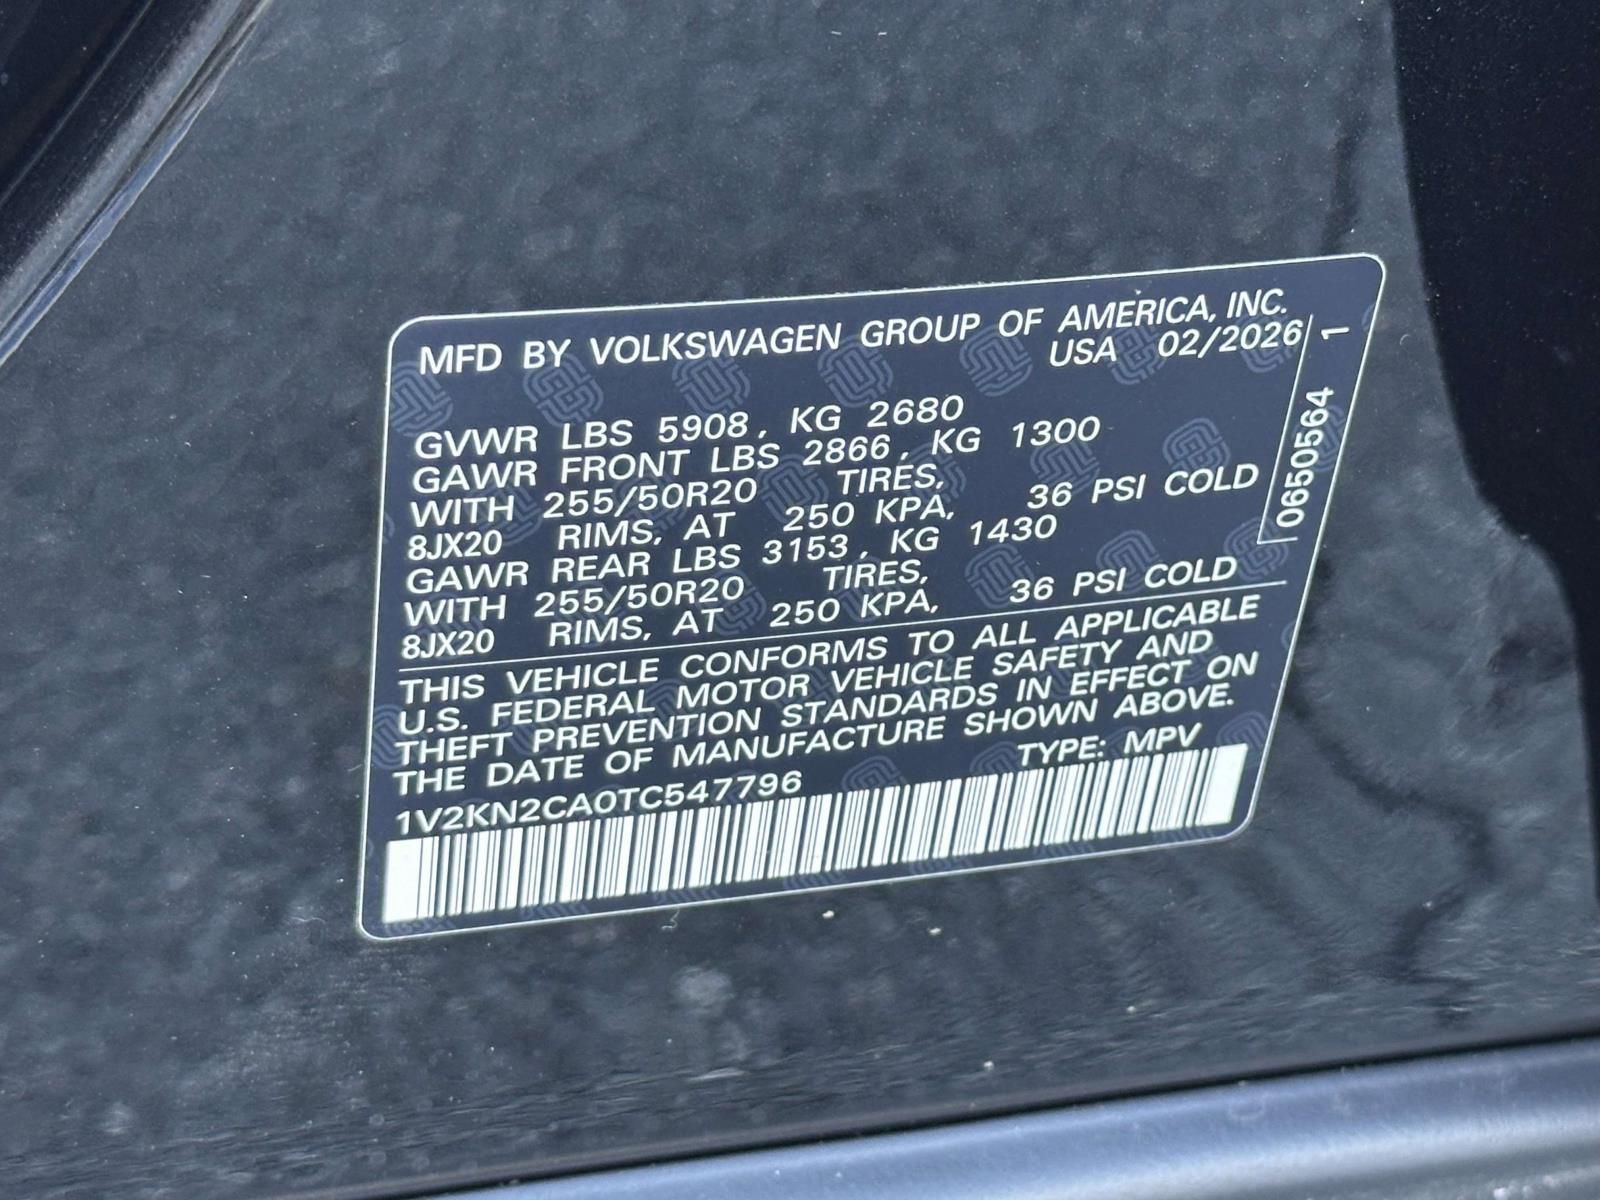 MFD BY VOLKSWAGEN GROUP OF AMERICA, INC.
USA 02/2026
GVWR LBS 5908, KG 2680
GAWR FRONT LBS 2866, KG 1300
WITH 255/50R20 TIRES,
8JX20 RIMS, AT 250 KPA, 36 PSI COLD
GAWR REAR LBS 3153, KG 1430
WITH 255/50R20 TIRES,
8JX20 RIMS, AT 250 KPA, 36 PSI COLD
THIS VEHICLE CONFORMS TO ALL APPLICABLE
U.S. FEDERAL MOTOR VEHICLE SAFETY AND
THEFT PREVENTION STANDARDS IN EFFECT ON
THE DATE OF MANUFACTURE SHOWN ABOVE.
1V2KN2CA0TC547796 TYPE: MPV
0650564 1